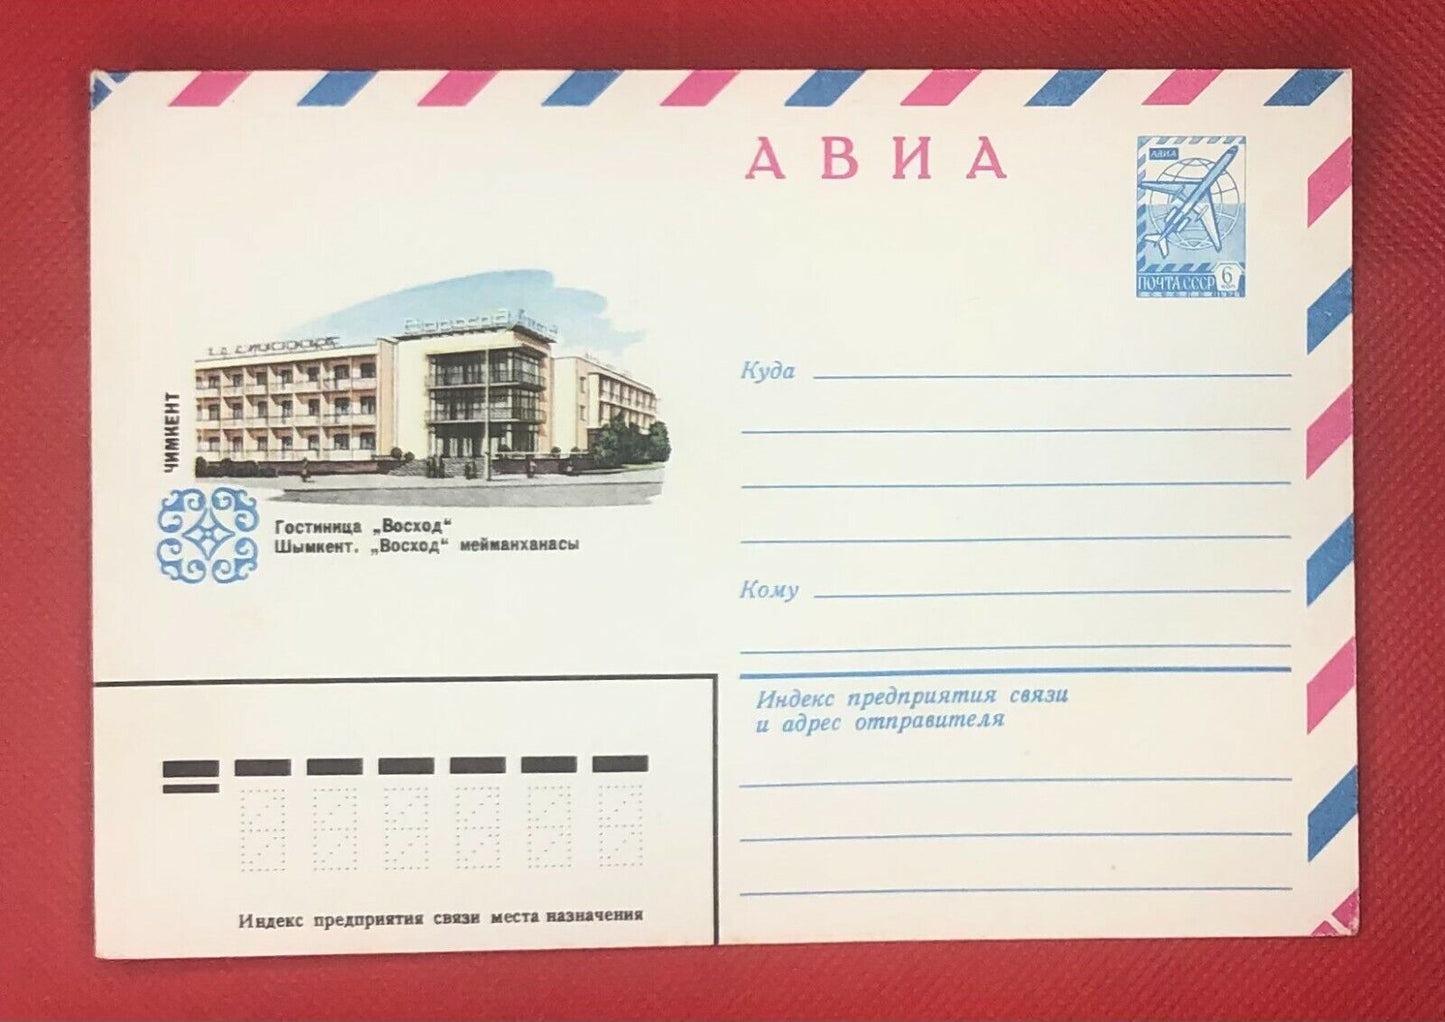 АВИА
АВИА
ПОЧТА СССР
6
коп
Куда
ЧИМКЕНТ
Гостиница „Восход“
Шымкент. „Восход“ мейманханасы
Кому
Индекс предприятия связи
и адрес отправителя
Индекс предприятия связи места назначения